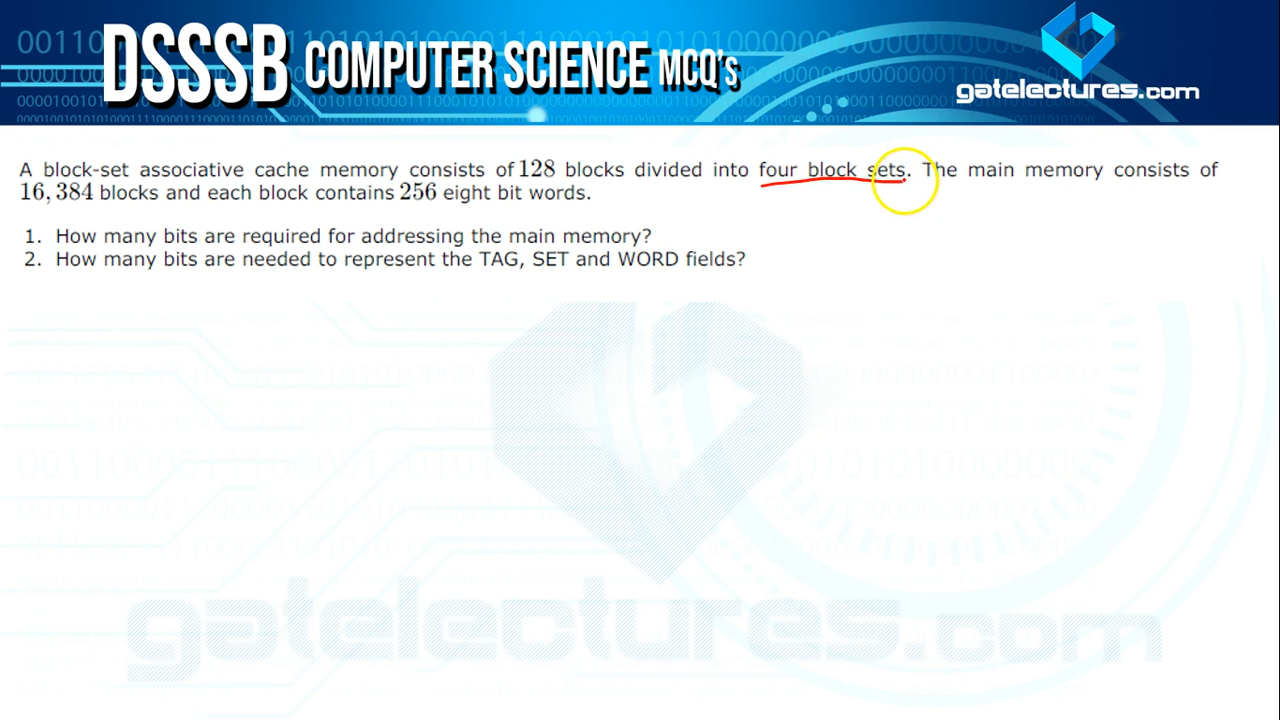 DSSSB COMPUTER SCIENCE MCQ'S
gatelectures.com
A block-set associative cache memory consists of 128 blocks divided into four block sets. The main memory consists of
16,384 blocks and each block contains 256 eight bit words.
1. How many bits are required for addressing the main memory?
2. How many bits are needed to represent the TAG, SET and WORD fields?
gatelectures.com